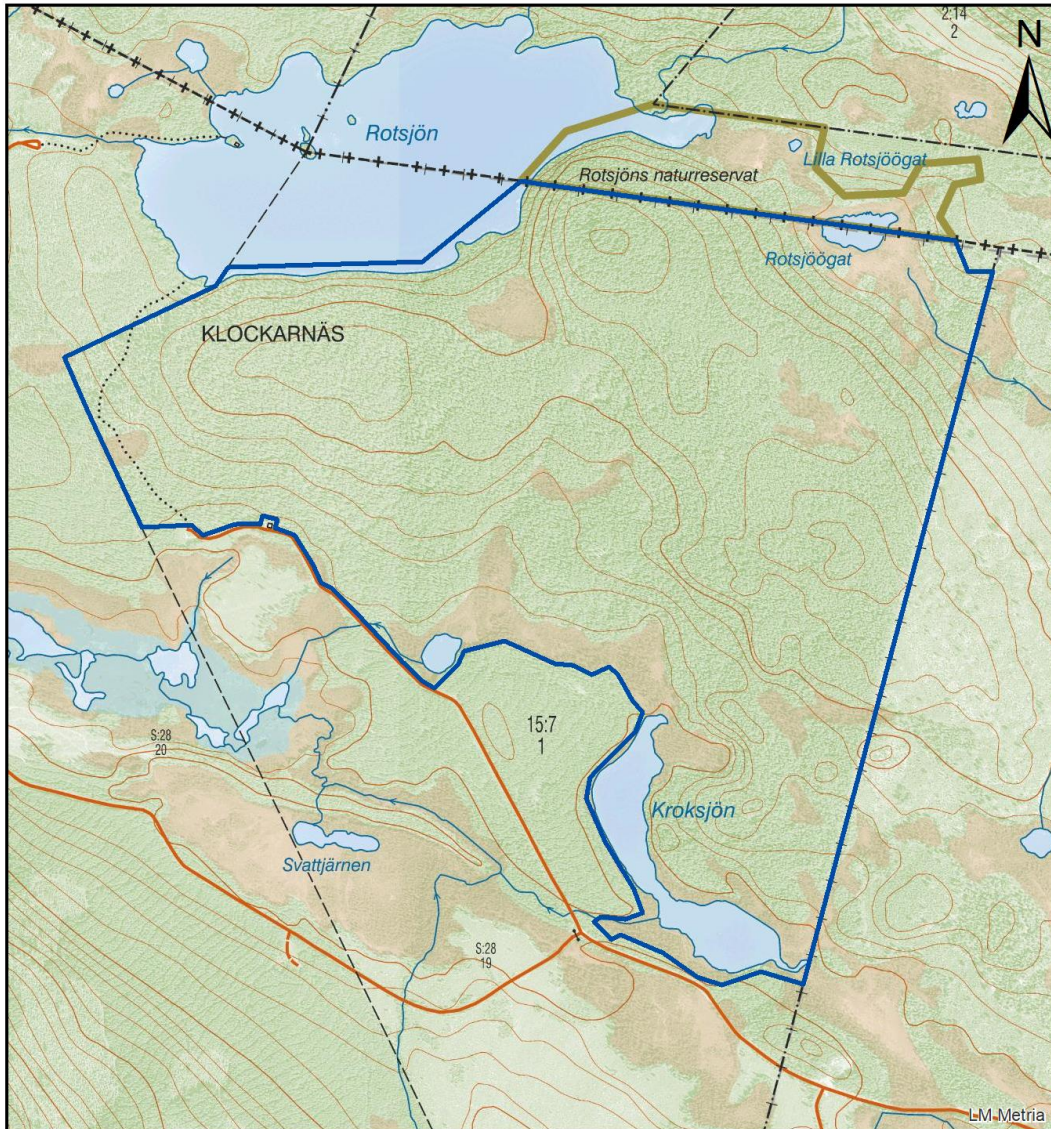 2:14
2
N
Rotsjön
Lilla Rotsjöögat
Rotsjöns naturreservat
Rotsjöögat
KLOCKARNÄS
15:7
1
S:28
20
Kroksjön
Svattjärnen
S:28
19
LM Metria